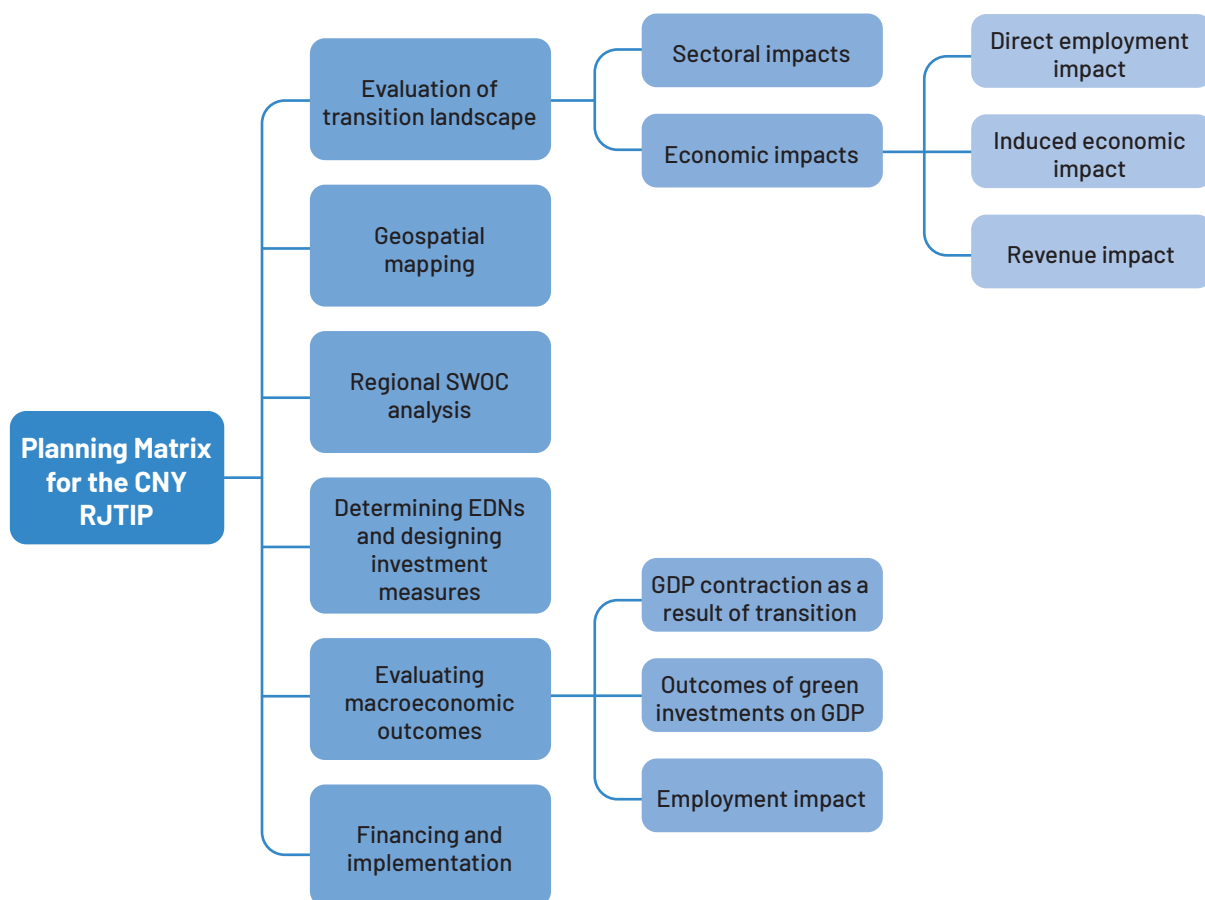 Planning Matrix
for the CNY
RJTIP
Evaluation of
transition landscape
Sectoral impacts
Economic impacts
Direct employment
impact
Induced economic
impact
Revenue impact
Geospatial
mapping
Regional SWOC
analysis
Determining EDNs
and designing
investment
measures
Evaluating
macroeconomic
outcomes
GDP contraction as a
result of transition
Outcomes of green
investments on GDP
Employment impact
Financing and
implementation